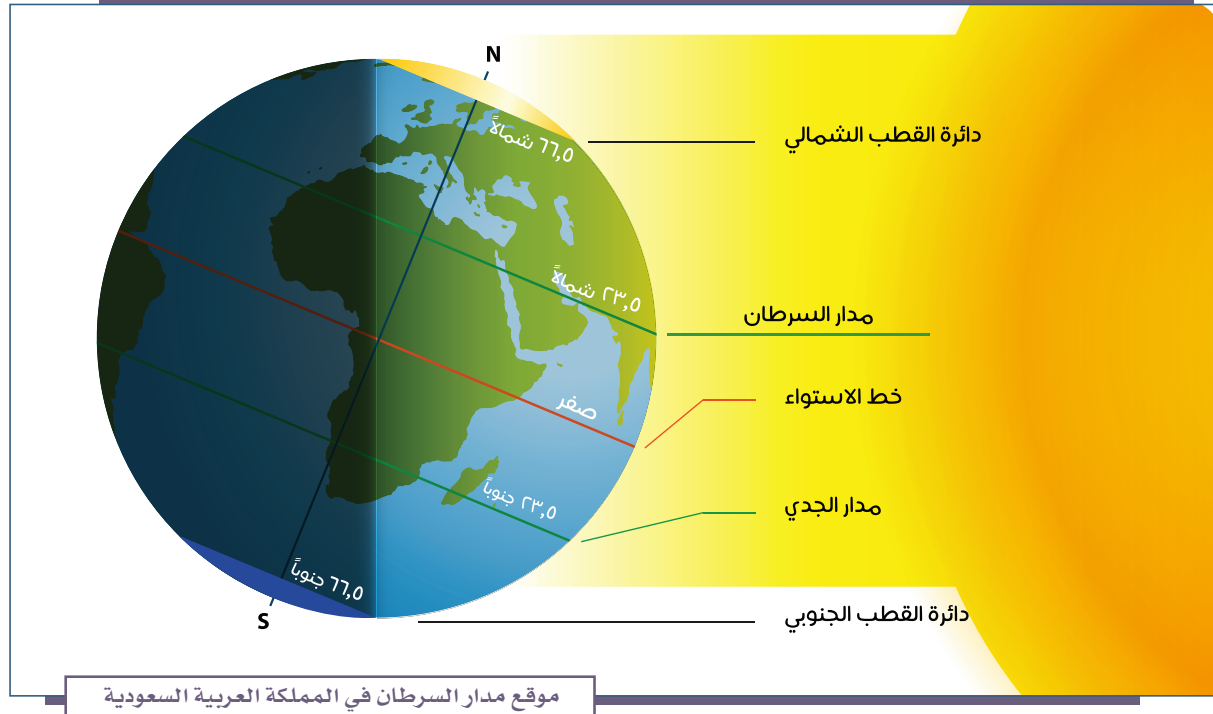 N
٦٦,٥ شمالاً
دائرة القطب الشمالي
٢٣,٥ شمالاً
مدار السرطان
صفر
خط الاستواء
٢٣,٥ جنوباً
مدار الجدي
٦٦,٥ جنوباً
دائرة القطب الجنوبي
S
موقع مدار السرطان في المملكة العربية السعودية